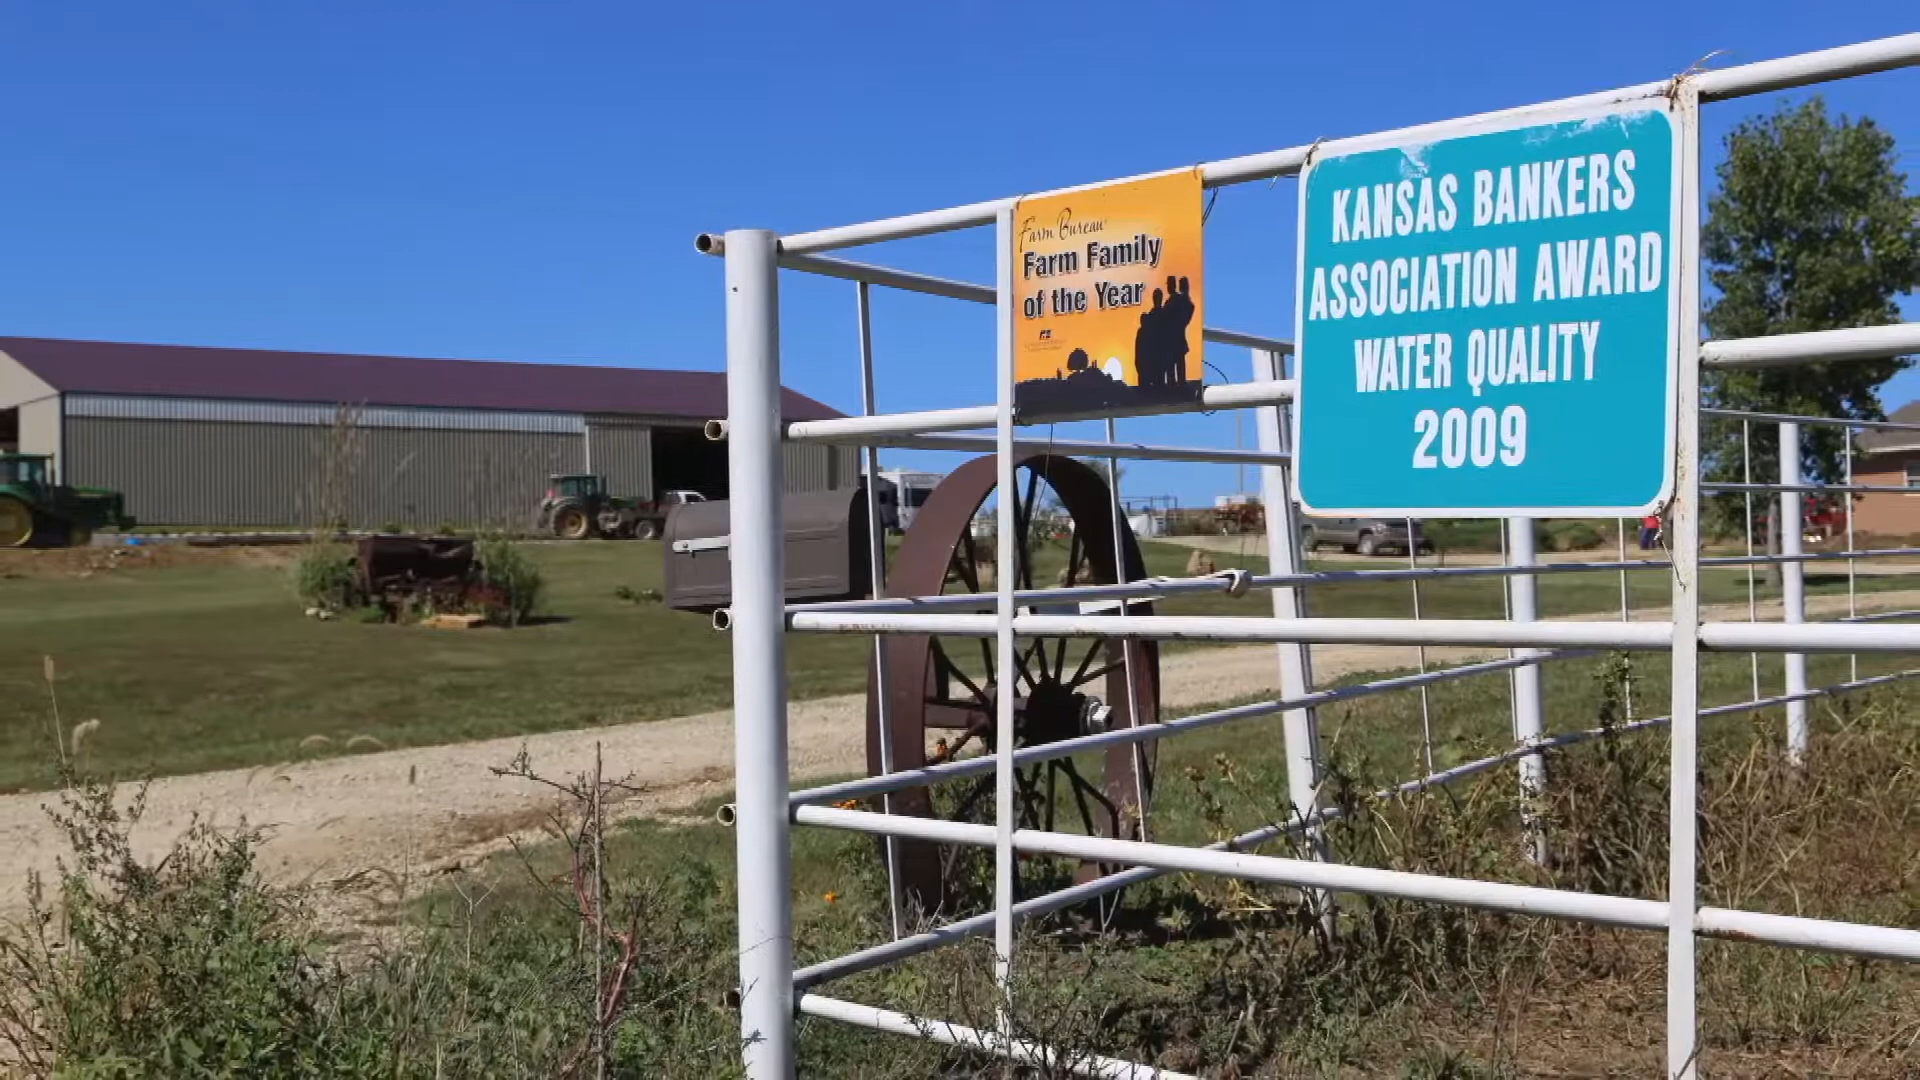 Farm Bureau
Farm Family
of the Year
KANSAS BANKERS
ASSOCIATION AWARD
WATER QUALITY
2009